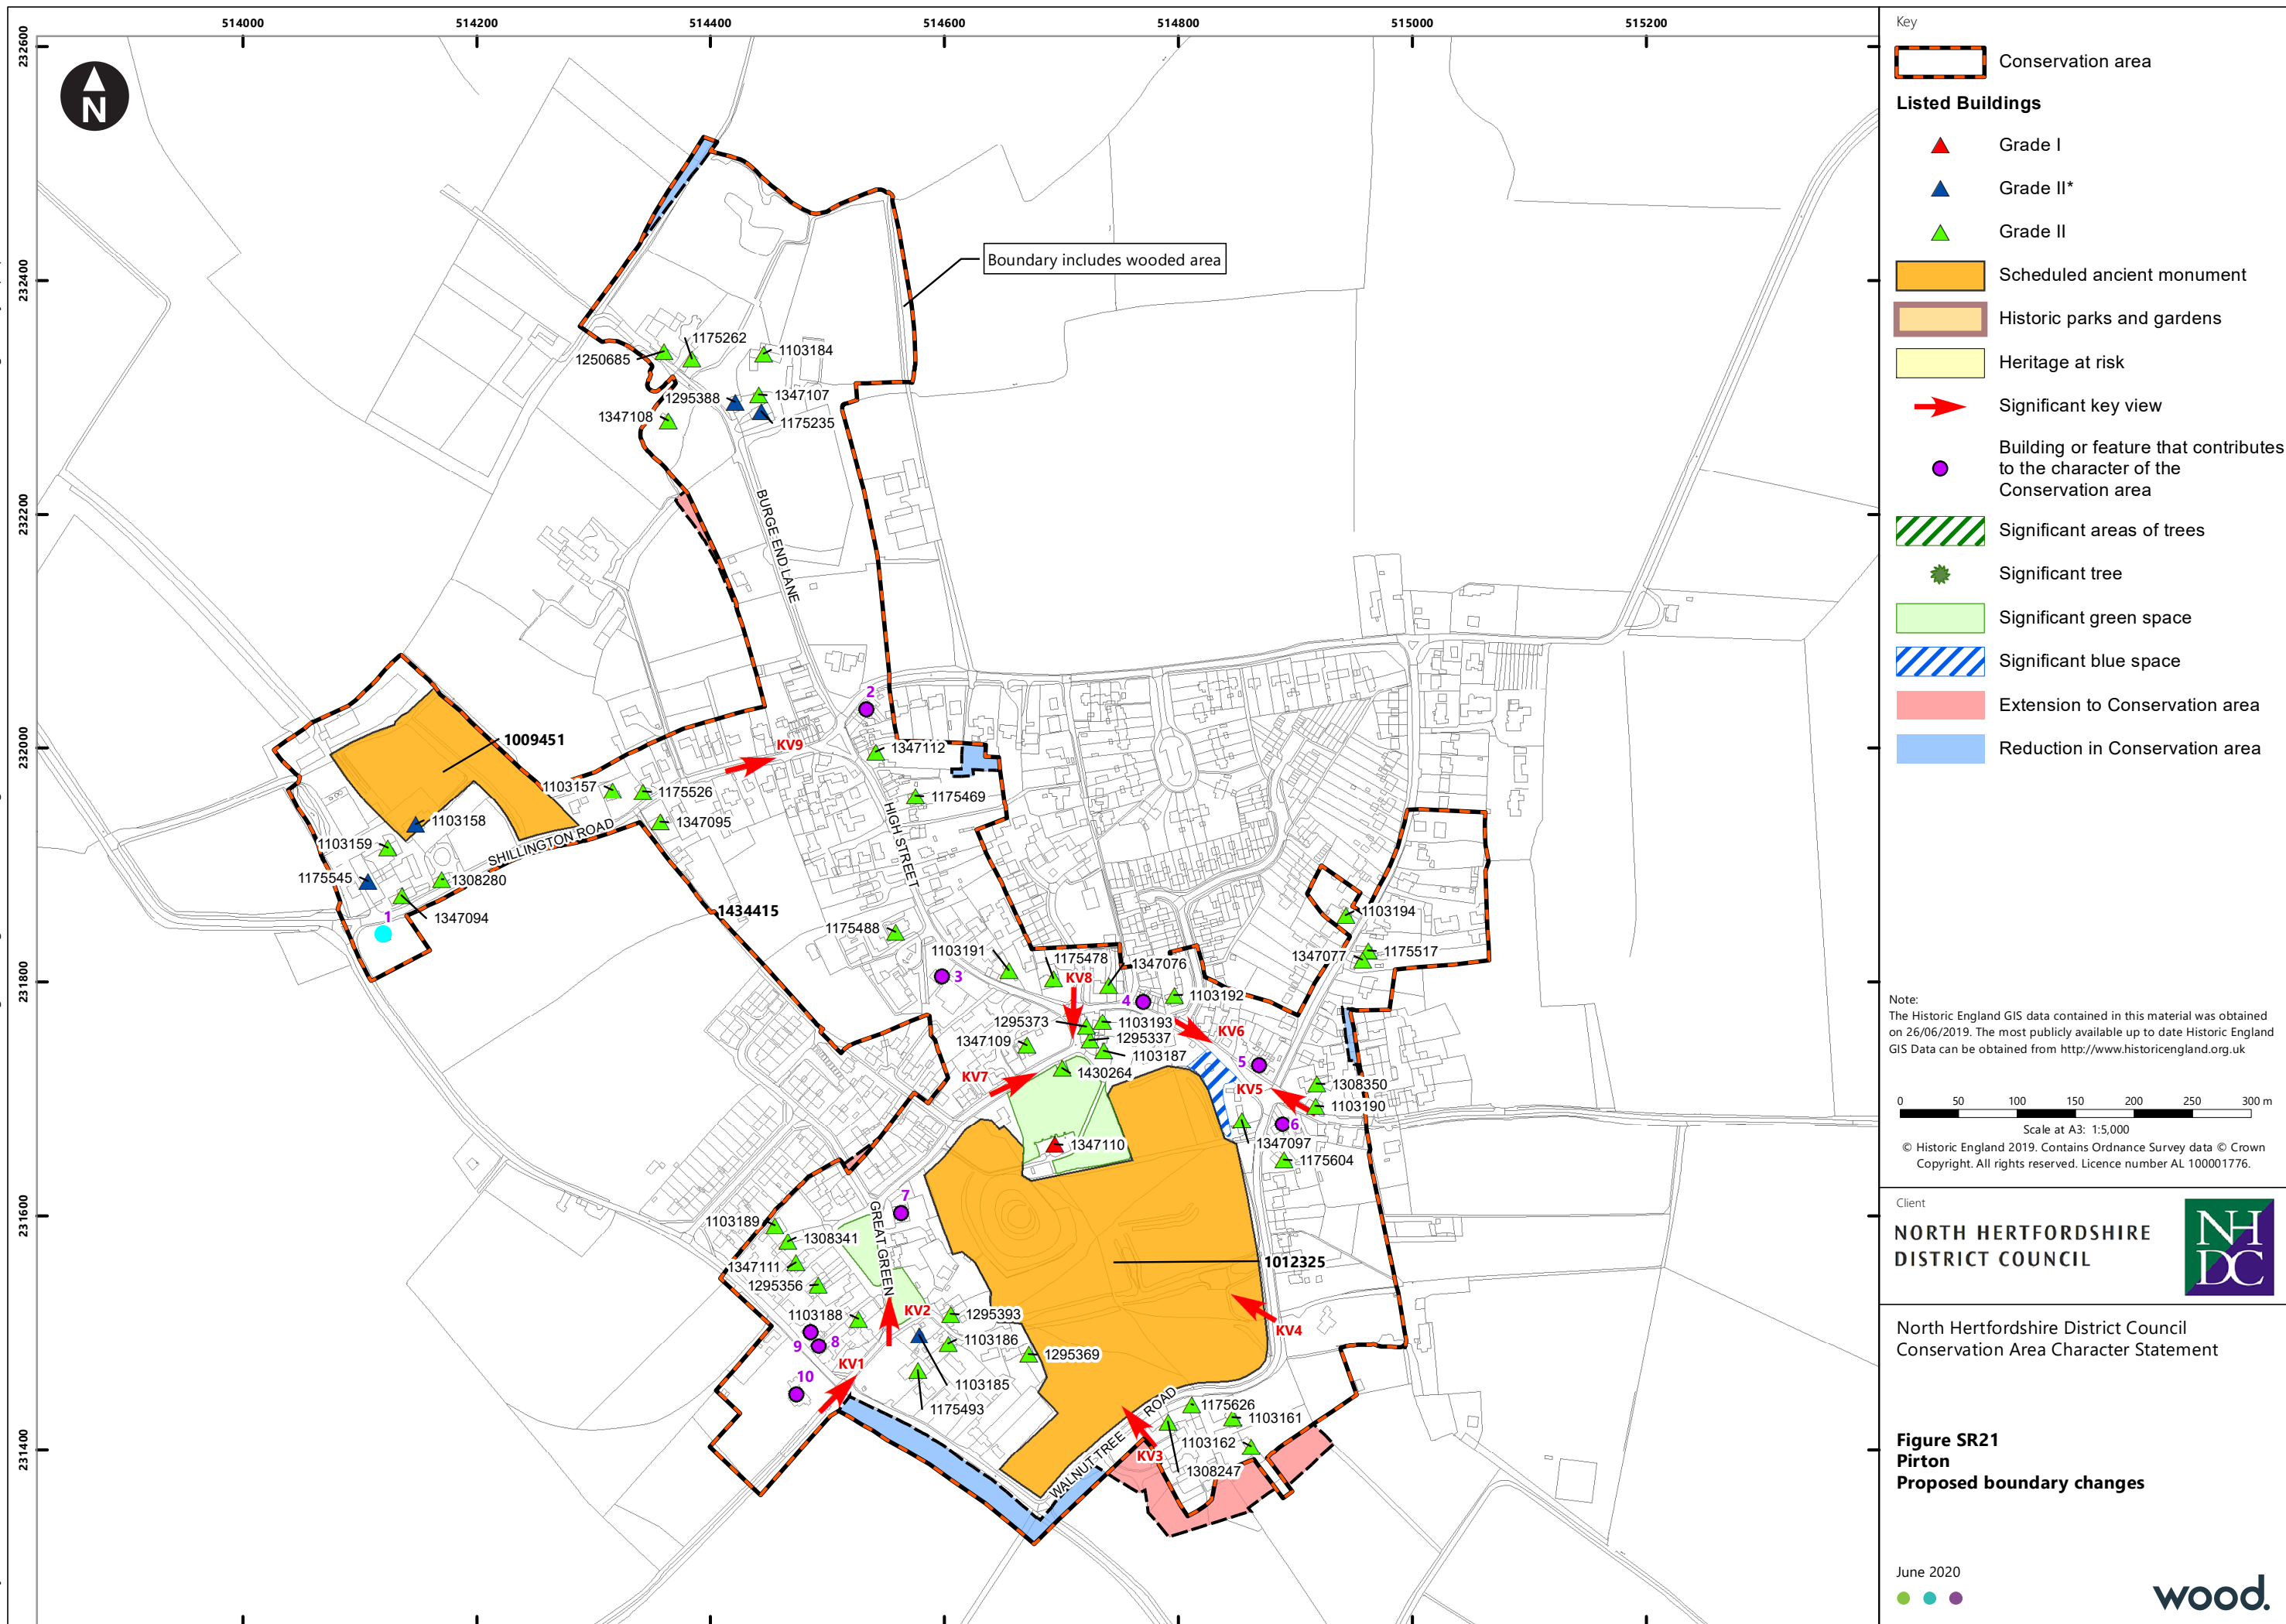 514000
514200
514400
514600
514800
515000
515200
232600
232400
232200
232000
231800
231600
231400
N
Boundary includes wooded area
1175262
1250685
1103184
1295388
1347107
1347108
1175235
BURGE END LANE
2
KV9
1347112
1009451
1103157
1175526
1175469
1347095
1103158
1103159
SHILLINGTON ROAD
HIGH STREET
1175545
1308280
1
1347094
1434415
1103194
1175488
1103191
1175478
1347076
1347077
1175517
3
KV8
4
1103192
1295373
1103193
KV6
1347109
1295337
1103187
5
KV7
1430264
KV5
1308350
1103190
6
1347110
1347097
1175604
7
GREAT GREEN
1103189
1308341
1347111
1295356
1012325
1103188
KV2
1295393
KV4
9
8
1103186
1295369
KV1
10
1103185
1175493
WALNUT TREE ROAD
1175626
1103161
1103162
KV3
1308247
Key
Conservation area
Listed Buildings
Grade I
Grade II*
Grade II
Scheduled ancient monument
Historic parks and gardens
Heritage at risk
Significant key view
Building or feature that contributes
to the character of the
Conservation area
Significant areas of trees
Significant tree
Significant green space
Significant blue space
Extension to Conservation area
Reduction in Conservation area
Note:
The Historic England GIS data contained in this material was obtained
on 26/06/2019. The most publicly available up to date Historic England
GIS Data can be obtained from http://www.historicengland.org.uk
0 50 100 150 200 250 300 m
Scale at A3: 1:5,000
© Historic England 2019. Contains Ordnance Survey data © Crown
Copyright. All rights reserved. Licence number AL 100001776.
Client
NORTH HERTFORDSHIRE
DISTRICT COUNCIL
NH
DC
North Hertfordshire District Council
Conservation Area Character Statement
Figure SR21
Pirton
Proposed boundary changes
June 2020
wood.